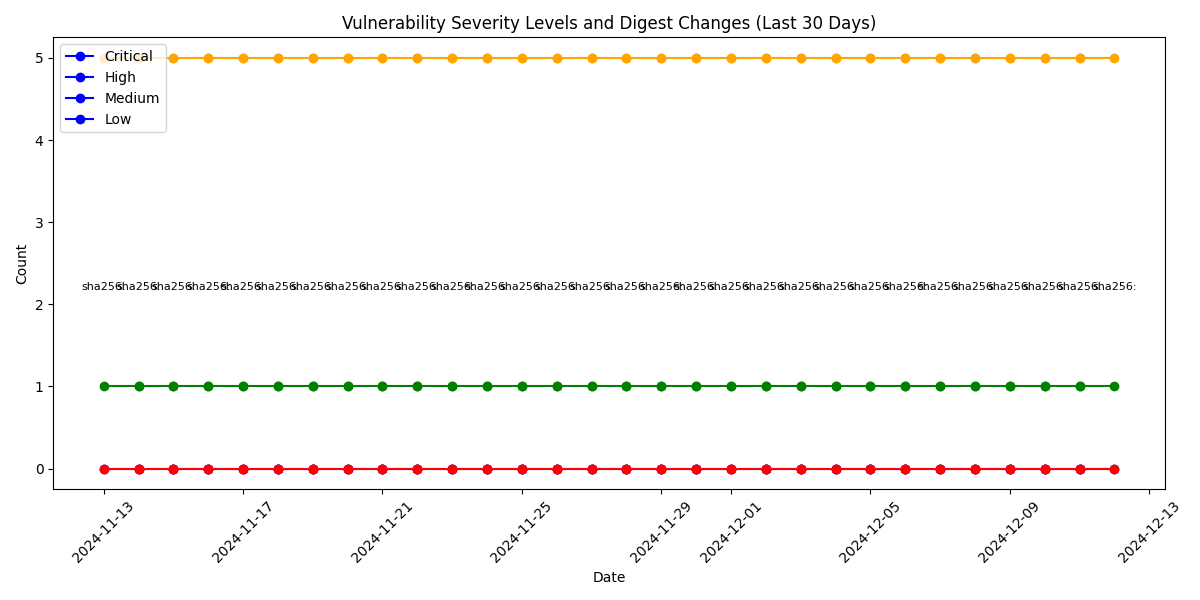 Vulnerability Severity Levels and Digest Changes (Last 30 Days)
Critical
High
Medium
Low
5
4
3
2
1
0
Count
sha256: sha256: sha256: sha256: sha256: sha256: sha256: sha256: sha256: sha256: sha256: sha256: sha256: sha256: sha256: sha256: sha256: sha256: sha256: sha256: sha256: sha256: sha256: sha256: sha256: sha256: sha256: sha256: sha256: sha256:
2024-11-13
2024-11-17
2024-11-21
2024-11-25
2024-11-29
2024-12-01
2024-12-05
2024-12-09
2024-12-13
Date